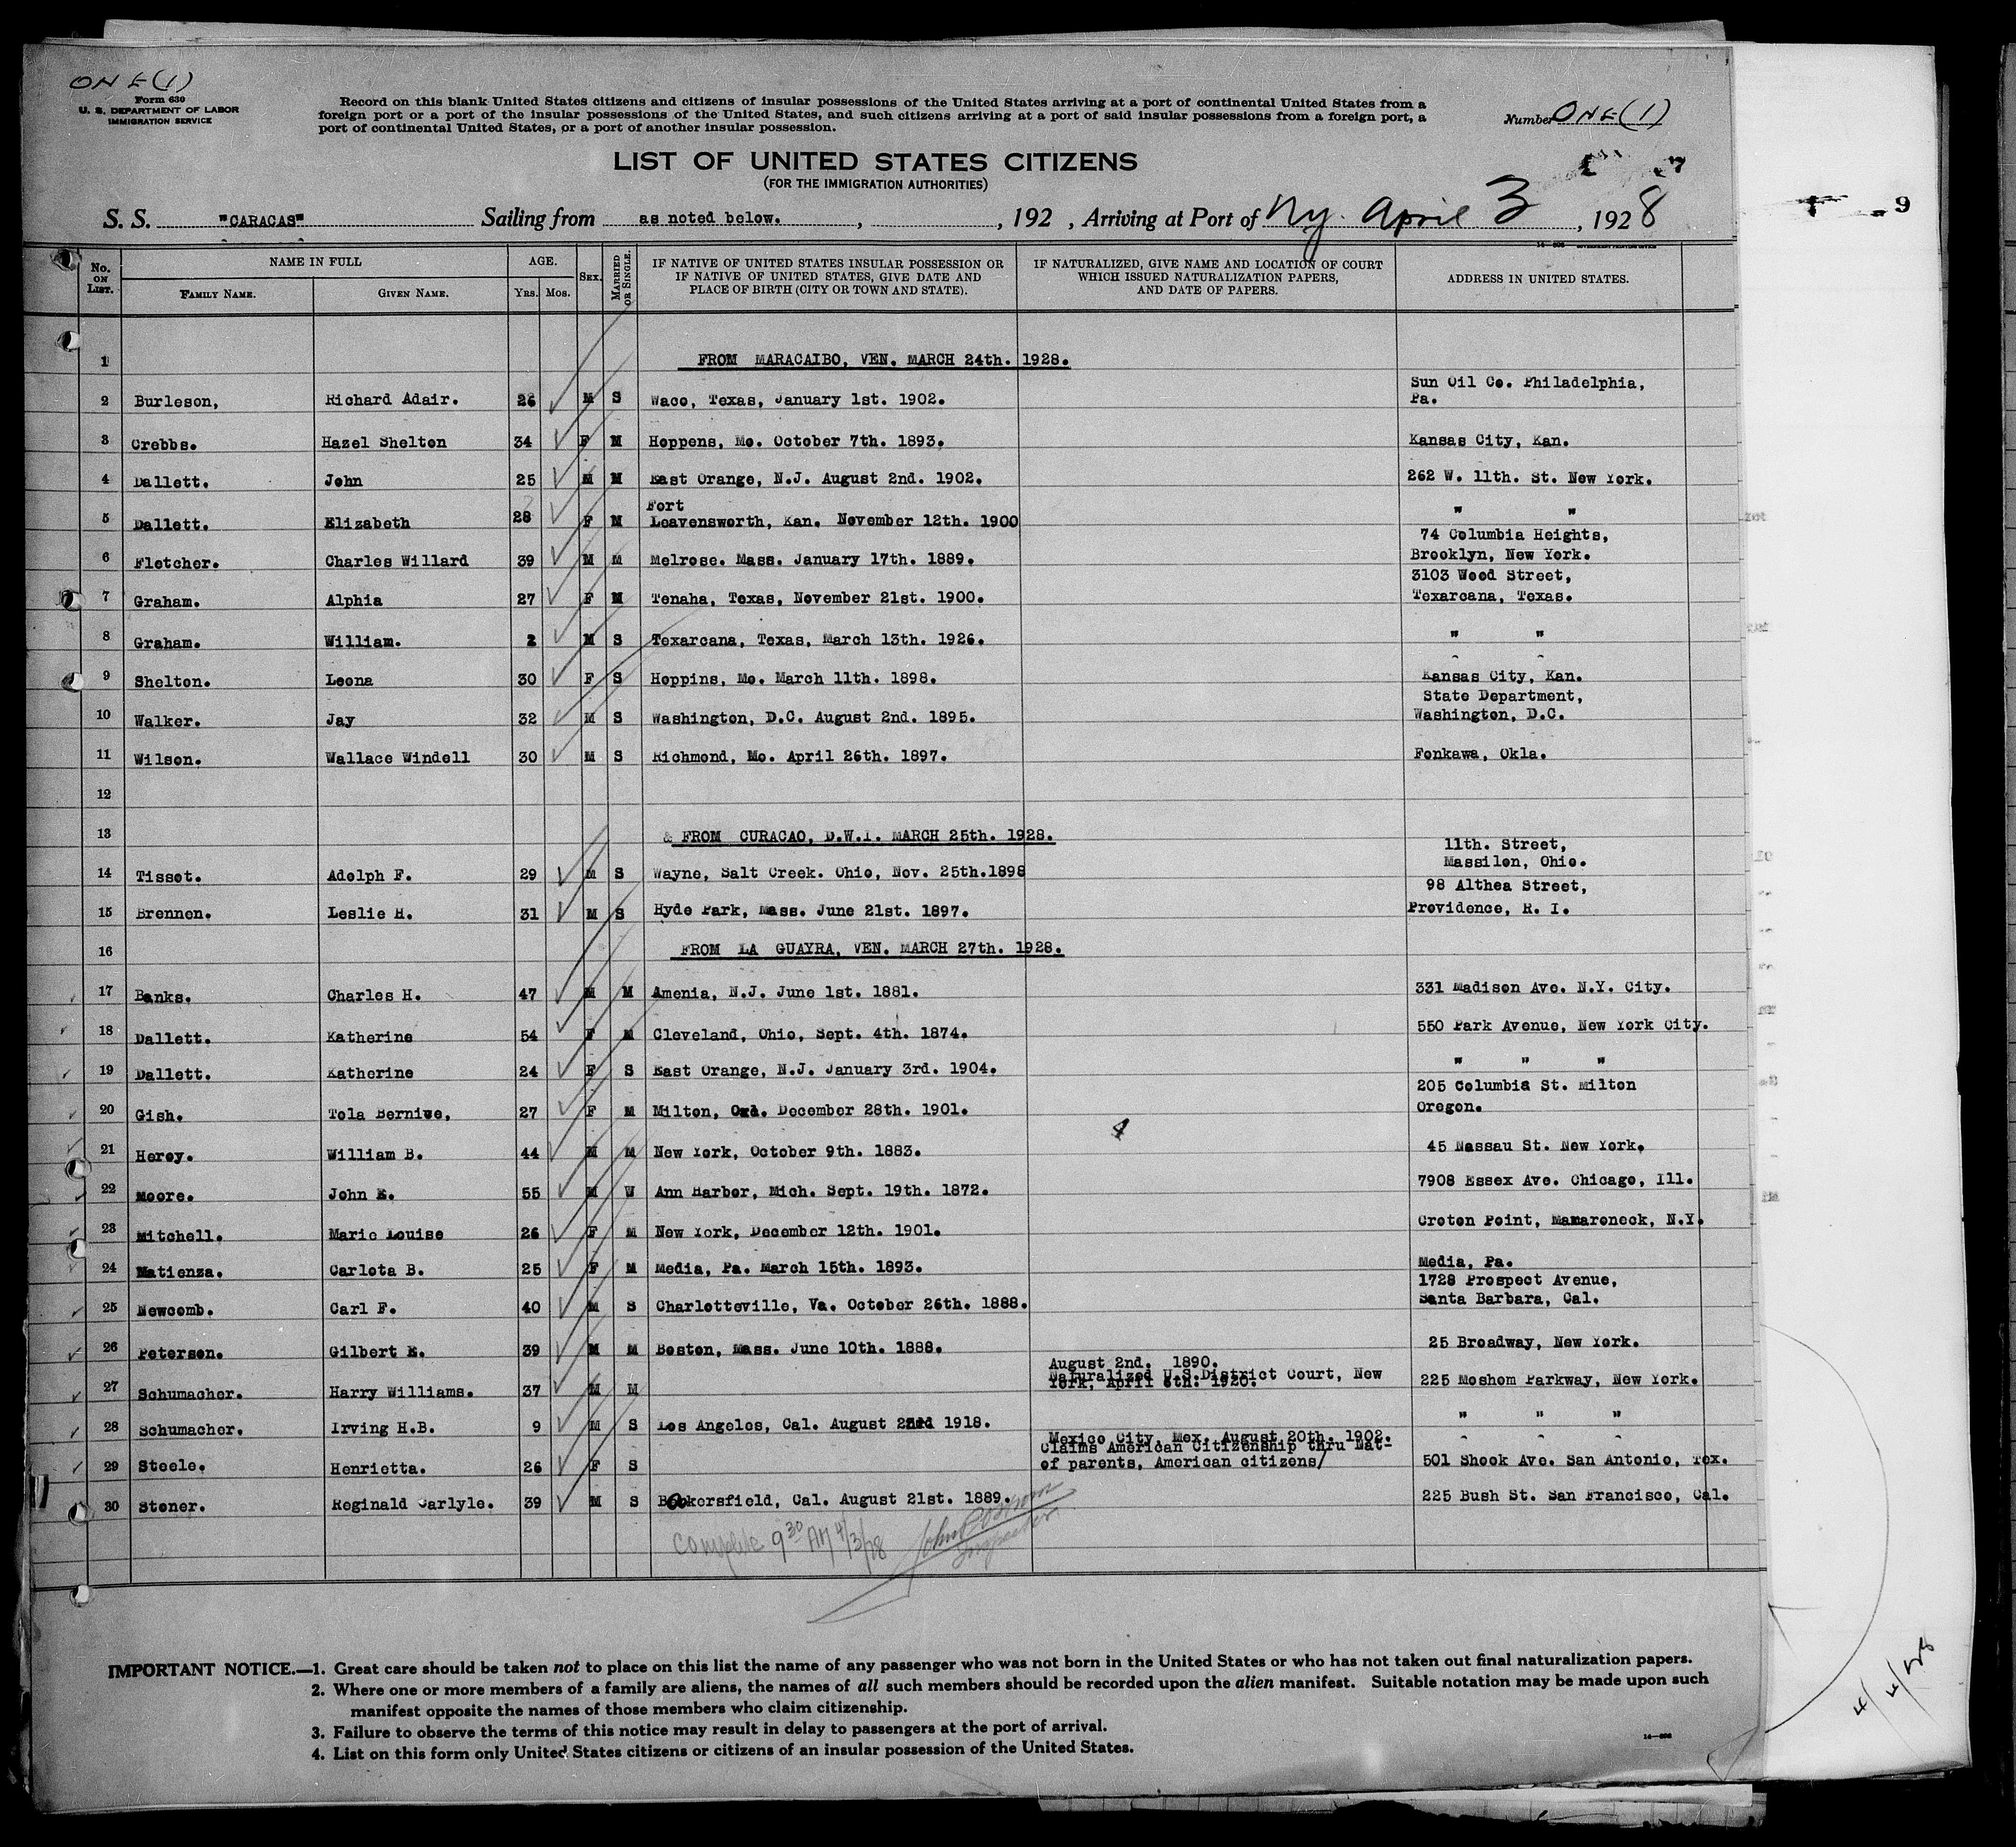 ONE(1)
Form 630
U. S. DEPARTMENT OF LABOR
IMMIGRATION SERVICE
Record on this blank United States citizens and citizens of insular possessions of the United States arriving at a port of continental United States from a
foreign port or a port of the insular possessions of the United States, and such citizens arriving at a port of said insular possessions from a foreign port, a
port of continental United States, or a port of another insular possession.
Number ONE(1)
LIST OF UNITED STATES CITIZENS
(FOR THE IMMIGRATION AUTHORITIES)
S. S. "CARACAS" Sailing from as noted below. , , 192 , Arriving at Port of Ny. April 3 , 1928
9
No. ON LIST. NAME IN FULL FAMILY NAME. GIVEN NAME. AGE. YRS. MOS. SEX. MARRIED OR SINGLE. IF NATIVE OF UNITED STATES INSULAR POSSESSION OR IF NATIVE OF UNITED STATES, GIVE DATE AND PLACE OF BIRTH (CITY OR TOWN AND STATE). IF NATURALIZED, GIVE NAME AND LOCATION OF COURT WHICH ISSUED NATURALIZATION PAPERS, AND DATE OF PAPERS. ADDRESS IN UNITED STATES.
1 FROM MARACAIBO, VEN. MARCH 24th. 1928.
2 Burleson, Richard Adair. 26 M S Waco, Texas, January 1st. 1902. Sun Oil Co. Philadelphia, Pa.
3 Crebbs. Hazel Shelton 34 F M Hoppens, Mo. October 7th. 1893. Kansas City, Kan.
4 Dallett. John 25 M M East Orange, N.J. August 2nd. 1902. 262 W. 11th. St. New York.
5 Dallett. Elizabeth 28 F M Fort Leavensworth, Kan. November 12th. 1900 " "
6 Fletcher. Charles Willard 39 M M Melrose. Mass. January 17th. 1889. 74 Columbia Heights, Brooklyn, New York.
7 Graham. Alphia 27 F M Tenaha, Texas, November 21st. 1900. 3103 Wood Street, Texarcana, Texas.
8 Graham. William. 2 M S Texarcana, Texas, March 13th. 1926. " "
9 Shelton. Leona 30 F S Hoppins, Mo. March 11th. 1898. Kansas City, Kan.
10 Walker. Jay 32 M S Washington, D.C. August 2nd. 1895. State Department, Washington, D.C.
11 Wilson. Wallace Windell 30 M S Richmond, Mo. April 26th. 1897. Fonkawa, Okla.
12
13 & FROM CURACAO, D.W.I. MARCH 25th. 1928.
14 Tissot. Adolph F. 29 M S Wayne, Salt Creek. Ohio, Nov. 25th.1898 11th. Street, Massilon, Ohio.
15 Brennen. Leslie H. 31 M S Hyde Park, Mass. June 21st. 1897. 98 Althea Street, Providence, R. I.
16 FROM LA GUAYRA, VEN. MARCH 27th. 1928.
17 Banks. Charles H. 47 M M Amenia, N.J. June 1st. 1881. 331 Madison Ave. N.Y. City.
18 Dallett. Katherine 54 F M Cleveland, Ohio, Sept. 4th. 1874. 550 Park Avenue, New York City.
19 Dallett. Katherine 24 F S East Orange, N.J. January 3rd. 1904. " " "
20 Gish. Tola Bernice, 27 F M Milton, December 28th. 1901. 205 Columbia St. Milton Oregon.
21 Heroy. William B. 44 M M New York, October 9th. 1883. 45 Nassau St. New York.
22 Moore. John E. 55 M W Ann Harbor, Mich. Sept. 19th. 1872. 7908 Essex Ave. Chicago, Ill.
23 Mitchell. Marie Louise 26 F M New York, December 12th. 1901. Croton Point, Mamaroneck, N.Y.
24 Matienza. Carlota B. 25 F M Media, Pa. March 15th. 1893. Media, Pa.
25 Newcomb. Carl F. 40 M S Charlotteville, Va. October 26th. 1888. 1728 Prospect Avenue, Santa Barbara, Cal.
26 Peterson. Gilbert E. 39 M M Boston, Mass. June 10th. 1888. 25 Broadway, New York.
27 Schumacher. Harry Williams. 37 M M August 2nd. 1890. Naturalized U.S.District Court, New York, April 6th. 1920. 225 Moshom Parkway, New York.
28 Schumacher. Irving H.B. 9 M S Los Angeles, Cal. August 22nd 1918. " " "
29 Steele. Henrietta. 26 F S Mexico City, Mex. August 20th. 1902. Claims American Citizenship thru Nat- of parents, American citizens/ 501 Shook Ave. San Antonio, Tex.
30 Stoner. Reginald Carlyle. 39 M S Bakersfield, Cal. August 21st. 1889. 225 Bush St. San Francisco, Cal.
Complete 9 30 AM 4/3/28
Inspector
IMPORTANT NOTICE.—1. Great care should be taken not to place on this list the name of any passenger who was not born in the United States or who has not taken out final naturalization papers.
2. Where one or more members of a family are aliens, the names of all such members should be recorded upon the alien manifest. Suitable notation may be made upon such
manifest opposite the names of those members who claim citizenship.
3. Failure to observe the terms of this notice may result in delay to passengers at the port of arrival.
4. List on this form only United States citizens or citizens of an insular possession of the United States.